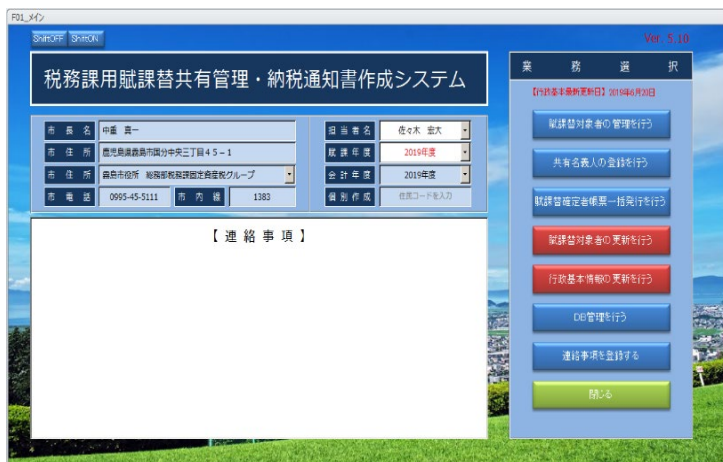 F01_メイン
ShiftOFF ShiftON
Ver. 5.10
税務課用賦課替共有管理・納税通知書作成システム
市長名 中重 真一 担当者名 佐々木 宏大
市住所 鹿児島県霧島市国分中央三丁目45-1 賦課年度 2019年度
市住所 霧島市役所 総務部税務課固定資産税グループ 会計年度 2019年度
市電話 0995-45-5111 市内線 1383 個別作成 住民コードを入力
【 連 絡 事 項 】
業 務 選 択
【行政基本最新更新日】2019年6月20日
賦課替対象者の管理を行う
共有名義人の登録を行う
賦課替確定者帳票一括発行を行う
賦課替対象者の更新を行う
行政基本情報の更新を行う
DB管理を行う
連絡事項を登録する
閉じる